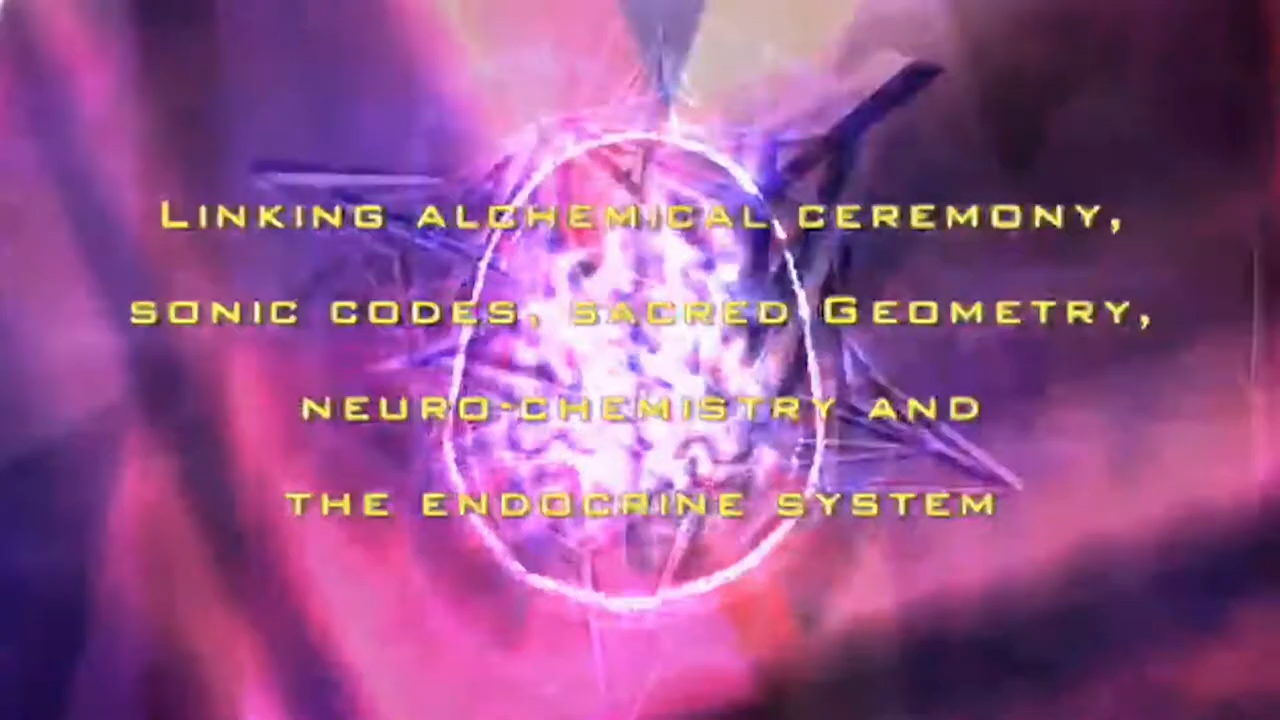 Linking alchemical ceremony,
sonic codes, sacred Geometry,
neuro-chemistry and
the endocrine system